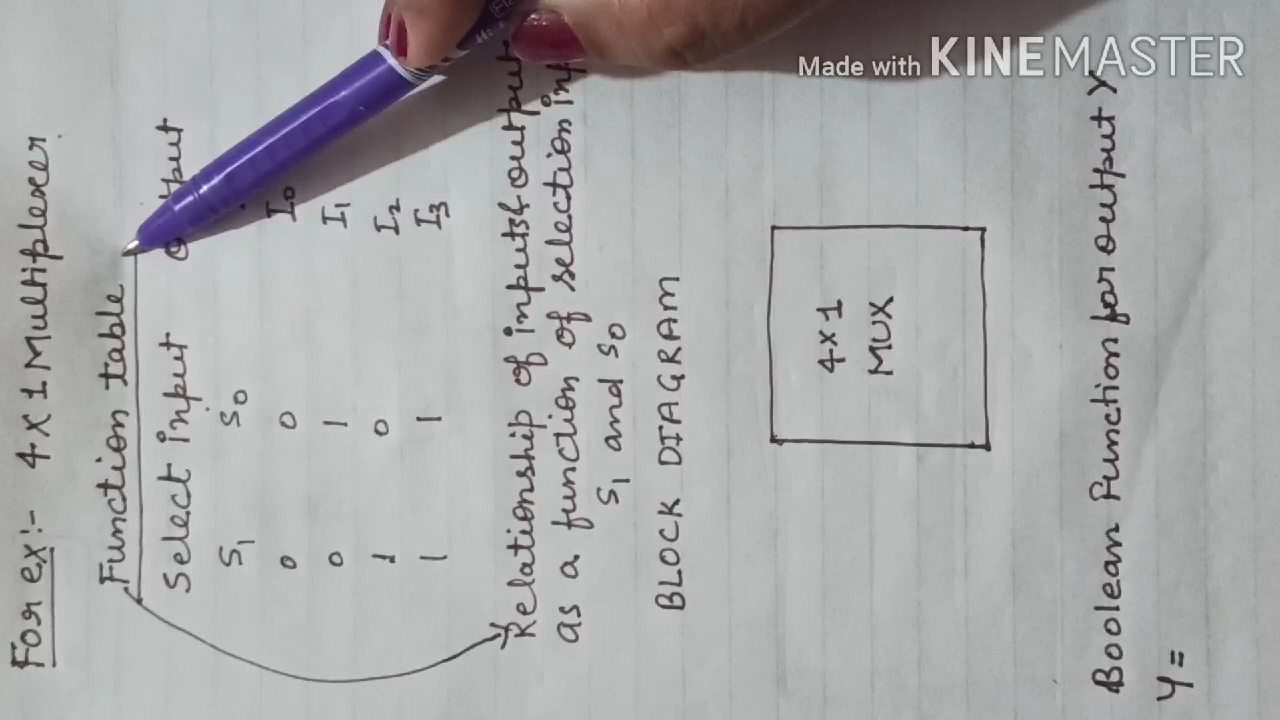 For ex:- 4x1 Multiplexer
Function table
Select input
S1 S0
0 0 I0
0 1 I1
1 0 I2
1 1 I3
Relationship of inputs & output
as a function of selection
S1 and S0
BLOCK DIAGRAM
4x1
MUX
Boolean Function for output Y
Y =
Made with KINEMASTER